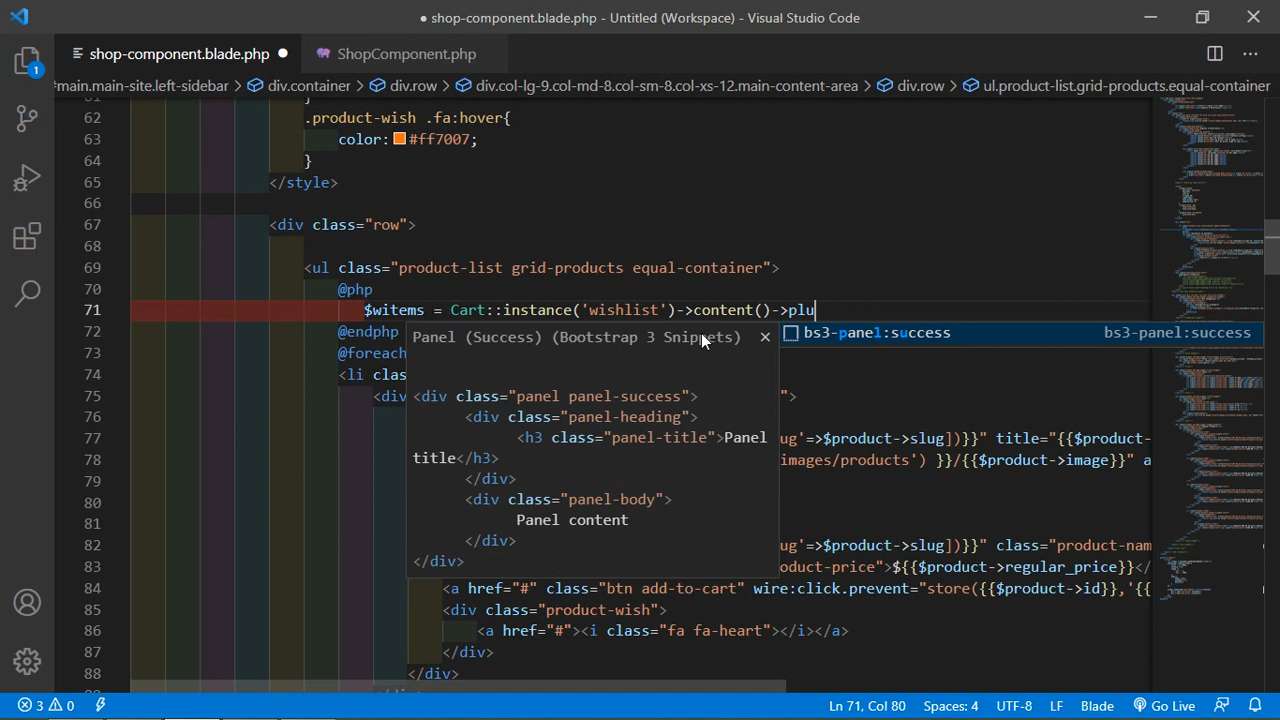 ● shop-component.blade.php - Untitled (Workspace) - Visual Studio Code
shop-component.blade.php ● ShopComponent.php
1
main.main-site.left-sidebar > div.container > div.row > div.col-lg-9.col-md-8.col-sm-8.col-xs-12.main-content-area > div.row > ul.product-list.grid-products.equal-container
61 }
62 .product-wish .fa:hover{
63 color: #ff7007;
64 }
65 </style>
66
67 <div class="row">
68
69 <ul class="product-list grid-products equal-container">
70 @php
71 $witems = Cart::instance('wishlist')->content()->plu
72 @endphp
Panel (Success) (Bootstrap 3 Snippets) ×
bs3-panel:success bs3-panel:success
73 @foreach
74 <li clas
<div class="panel panel-success">
<div class="panel-heading">
<h3 class="panel-title">Panel
title</h3>
</div>
<div class="panel-body">
Panel content
</div>
</div>
75 <div ">
76
77 ug'=>$product->slug])}}" title="{{$product-
78 images/products') }}/{{$product->image}}" a
79
80
81
82 ug'=>$product->slug])}}" class="product-nam
83 oduct-price">${{$product->regular_price}}</
84 <a href="#" class="btn add-to-cart" wire:click.prevent="store({{$product->id}},'{{
85 <div class="product-wish">
86 <a href="#"><i class="fa fa-heart"></i></a>
87 </div>
88 </div>
3 0 Ln 71, Col 80 Spaces: 4 UTF-8 LF Blade Go Live